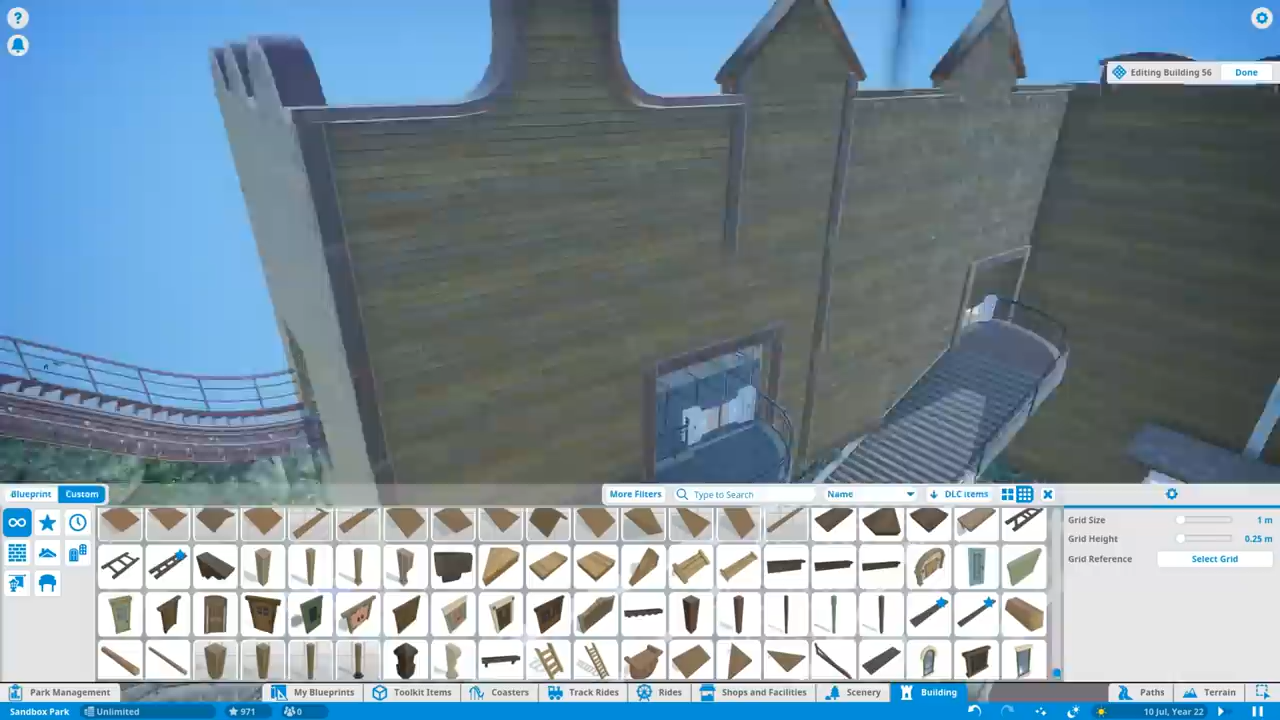 ?
Editing Building 56 Done
Blueprint Custom More Filters Type to Search Name DLC Items
Grid Size 1 m
Grid Height 0.25 m
Grid Reference Select Grid
Park Management My Blueprints Toolkit Items Coasters Track Rides Rides Shops and Facilities Scenery Building Paths Terrain
Sandbox Park Unlimited 971 0 10 Jul, Year 22